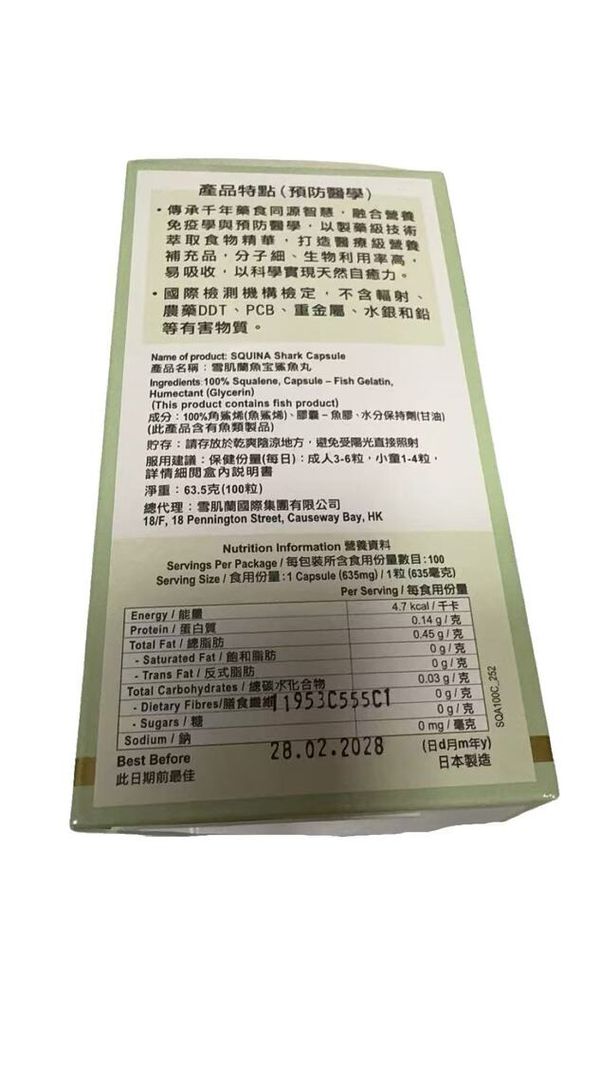 產品特點(預防醫學)
•傳承千年藥食同源智慧，融合營養
免疫學與預防醫學，以製藥級技術
萃取食物精華，打造醫療級營養
補充品，分子細、生物利用率高，
易吸收，以科學實現天然自癒力。
•國際檢測機構檢定，不含輻射、
農藥DDT、PCB、重金屬、水銀和鉛
等有害物質。
Name of product: SQUINA Shark Capsule
產品名稱：雪肌蘭魚宝鯊魚丸
Ingredients:100% Squalene, Capsule – Fish Gelatin,
Humectant (Glycerin)
(This product contains fish product)
成分：100%角鯊烯(魚鯊烯)、膠囊－魚膠、水分保持劑(甘油)
(此產品含有魚類製品)
貯存：請存放於乾爽陰涼地方，避免受陽光直接照射
服用建議：保健份量(每日)：成人3-6粒，小童1-4粒，
詳情細閱盒內説明書
淨重：63.5克(100粒)
總代理：雪肌蘭國際集團有限公司
18/F, 18 Pennington Street, Causeway Bay, HK
Nutrition Information 營養資料
Servings Per Package / 每包裝所含食用份量數目:100
Serving Size / 食用份量:1 Capsule (635mg) / 1粒 (635毫克)
Per Serving / 每食用份量
Energy / 能量 4.7 kcal / 千卡
Protein / 蛋白質 0.14 g / 克
Total Fat / 總脂肪 0.45 g / 克
- Saturated Fat / 飽和脂肪 0 g / 克
- Trans Fat / 反式脂肪 0 g / 克
Total Carbohydrates / 總碳水化合物 0.03 g / 克
- Dietary Fibres/膳食纖維 0 g / 克
- Sugars / 糖 0 g / 克
Sodium / 鈉 0 mg / 毫克
11953C555C1
SQA100C_252
Best Before 28.02.2028 (日d月m年y)
此日期前最佳 日本製造